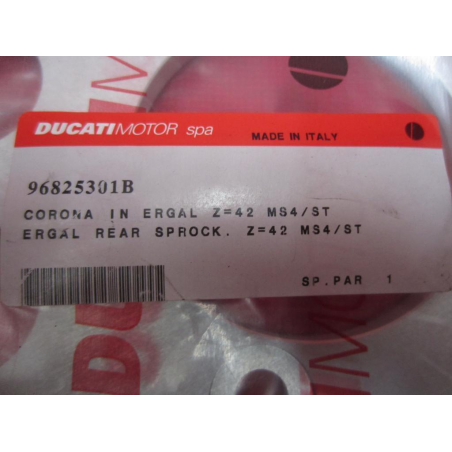 DUCATIMOTOR spa MADE IN ITALY
96825301B
CORONA IN ERGAL Z=42 MS4/ST
ERGAL REAR SPROCK. Z=42 MS4/ST
SP.PAR 1